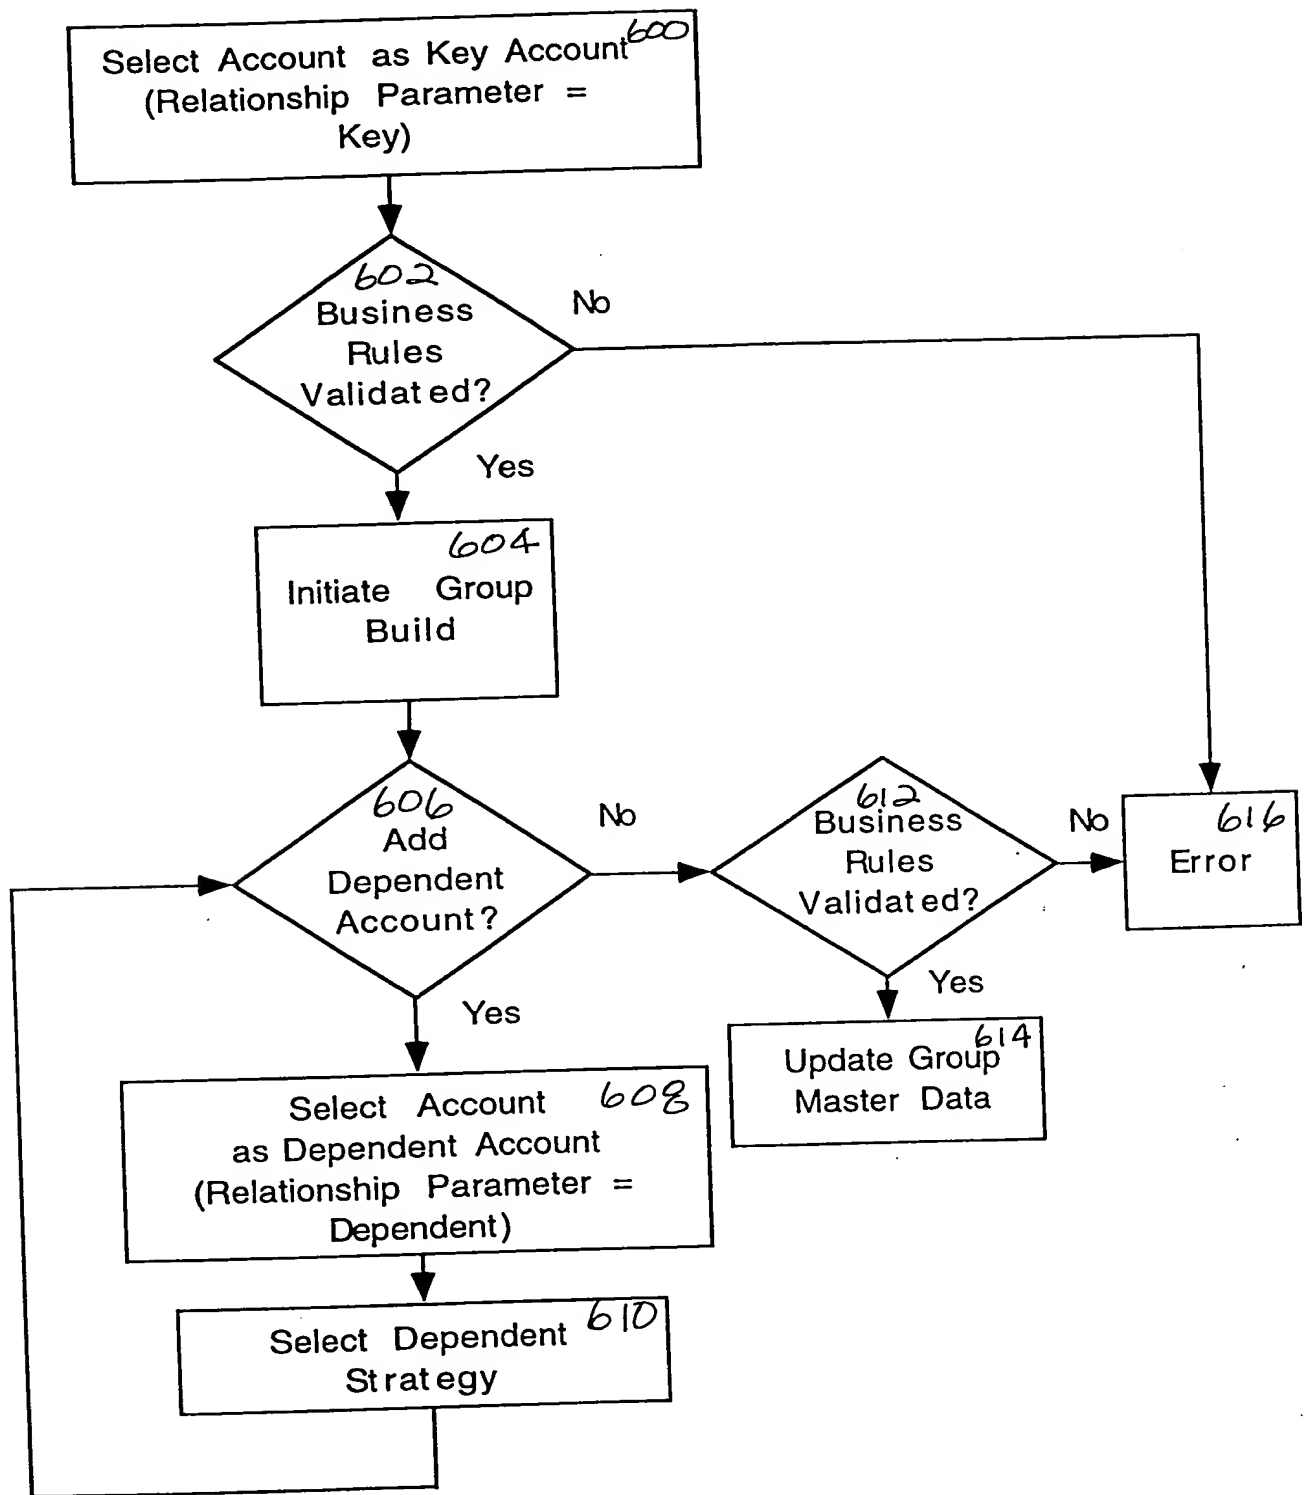 600
Select Account as Key Account
(Relationship Parameter =
Key)
602
Business
Rules
Validated?
No
Yes
604
Initiate Group
Build
606
Add
Dependent
Account?
No
612
Business
Rules
Validated?
No
616
Error
Yes
Yes
614
Update Group
Master Data
608
Select Account
as Dependent Account
(Relationship Parameter =
Dependent)
610
Select Dependent
Strategy